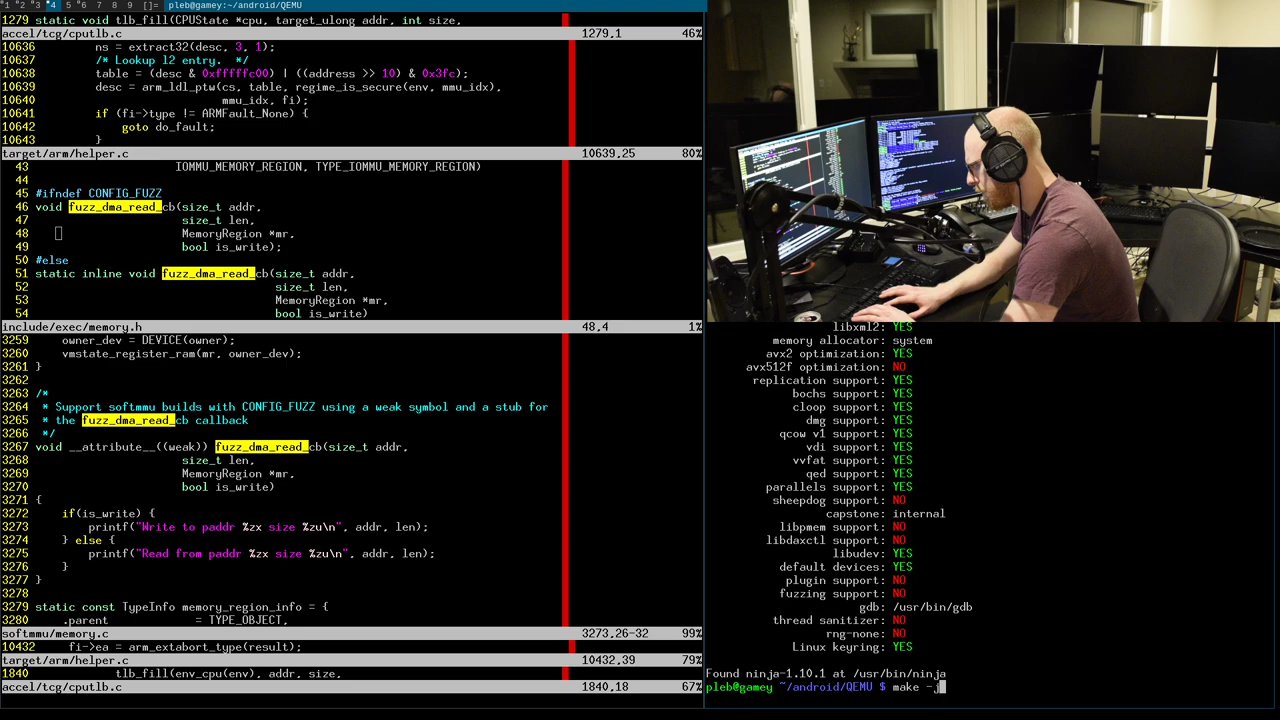 1 2 3 4 5 6 7 8 9 []= pleb@gamey:~/android/QEMU
1279 static void tlb_fill(CPUState *cpu, target_ulong addr, int size,
accel/tcg/cputlb.c 1279,1 46%
10636 ns = extract32(desc, 3, 1);
10637 /* Lookup l2 entry. */
10638 table = (desc & 0xfffffc00) | ((address >> 10) & 0x3fc);
10639 desc = arm_ldl_ptw(cs, table, regime_is_secure(env, mmu_idx),
10640 mmu_idx, fi);
10641 if (fi->type != ARMFault_None) {
10642 goto do_fault;
10643 }
target/arm/helper.c 10639,25 80%
43 IOMMU_MEMORY_REGION, TYPE_IOMMU_MEMORY_REGION)
44
45 #ifndef CONFIG_FUZZ
46 void fuzz_dma_read_cb(size_t addr,
47 size_t len,
48 MemoryRegion *mr,
49 bool is_write);
50 #else
51 static inline void fuzz_dma_read_cb(size_t addr,
52 size_t len,
53 MemoryRegion *mr,
54 bool is_write)
include/exec/memory.h 48,4 1%
3259 owner_dev = DEVICE(owner);
3260 vmstate_register_ram(mr, owner_dev);
3261 }
3262
3263 /*
3264 * Support softmmu builds with CONFIG_FUZZ using a weak symbol and a stub for
3265 * the fuzz_dma_read_cb callback
3266 */
3267 void __attribute__((weak)) fuzz_dma_read_cb(size_t addr,
3268 size_t len,
3269 MemoryRegion *mr,
3270 bool is_write)
3271 {
3272 if(is_write) {
3273 printf("Write to paddr %zx size %zu\n", addr, len);
3274 } else {
3275 printf("Read from paddr %zx size %zu\n", addr, len);
3276 }
3277 }
3278
3279 static const TypeInfo memory_region_info = {
3280 .parent = TYPE_OBJECT,
softmmu/memory.c 3273,26-32 99%
10432 fi->ea = arm_extabort_type(result);
target/arm/helper.c 10432,39 79%
1840 tlb_fill(env_cpu(env), addr, size,
accel/tcg/cputlb.c 1840,18 67%
libxml2: YES
memory allocator: system
avx2 optimization: YES
avx512f optimization: NO
replication support: YES
bochs support: YES
cloop support: YES
dmg support: YES
qcow v1 support: YES
vdi support: YES
vvfat support: YES
qed support: YES
parallels support: YES
sheepdog support: NO
capstone: internal
libpmem support: NO
libdaxctl support: NO
libudev: YES
default devices: YES
plugin support: NO
fuzzing support: NO
gdb: /usr/bin/gdb
thread sanitizer: NO
rng-none: NO
Linux keyring: YES
Found ninja-1.10.1 at /usr/bin/ninja
pleb@gamey ~/android/QEMU $ make -j